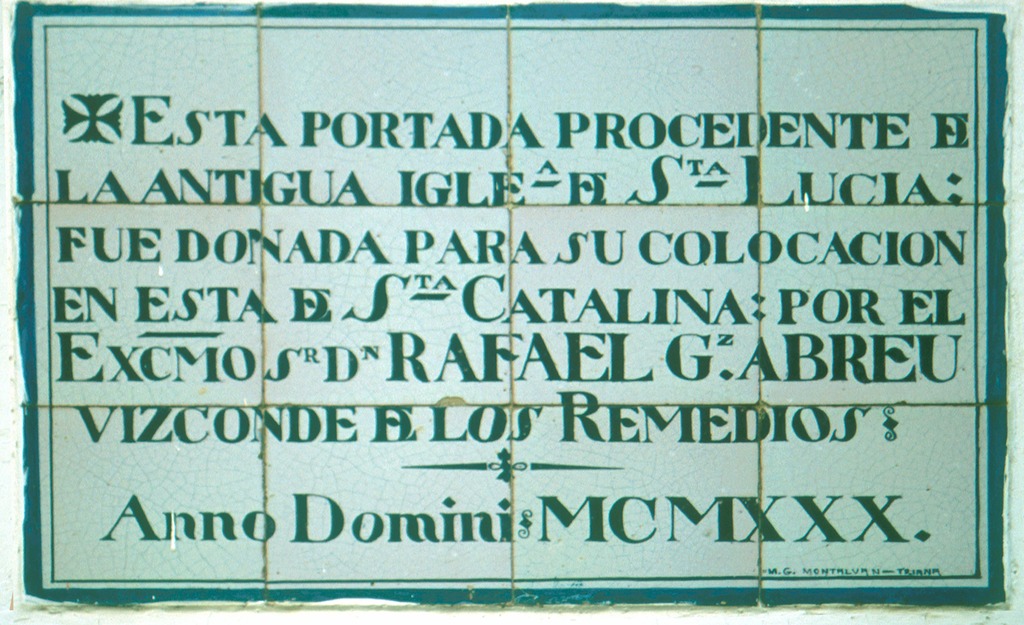 ✠ ESTA PORTADA PROCEDENTE DE
LA ANTIGUA IGLEᴬ DE Sᵀᴬ LUCIA:
FUE DONADA PARA SU COLOCACION
EN ESTA DE Sᵀᴬ CATALINA: POR EL
EXCMO Sᴿ Dᴺ RAFAEL Gᶻ. ABREU
VIZCONDE DE LOS REMEDIOS:
Anno Domini: MCMXXX.
M.G. MONTALVAN — TRIANA